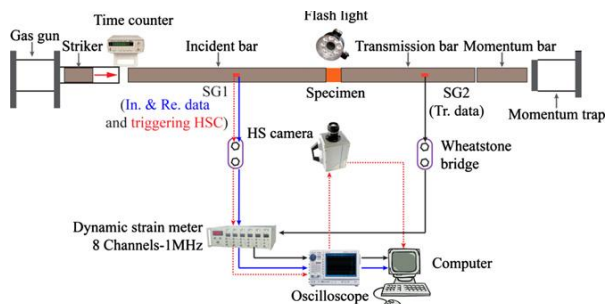 Gas gun
Time counter
Striker
Incident bar
Flash light
Transmission bar
Momentum bar
SG1
(In. & Re. data
and triggering HSC)
Specimen
SG2
(Tr. data)
Momentum trap
HS camera
Wheatstone
bridge
Dynamic strain meter
8 Channels-1MHz
Oscilloscope
Computer